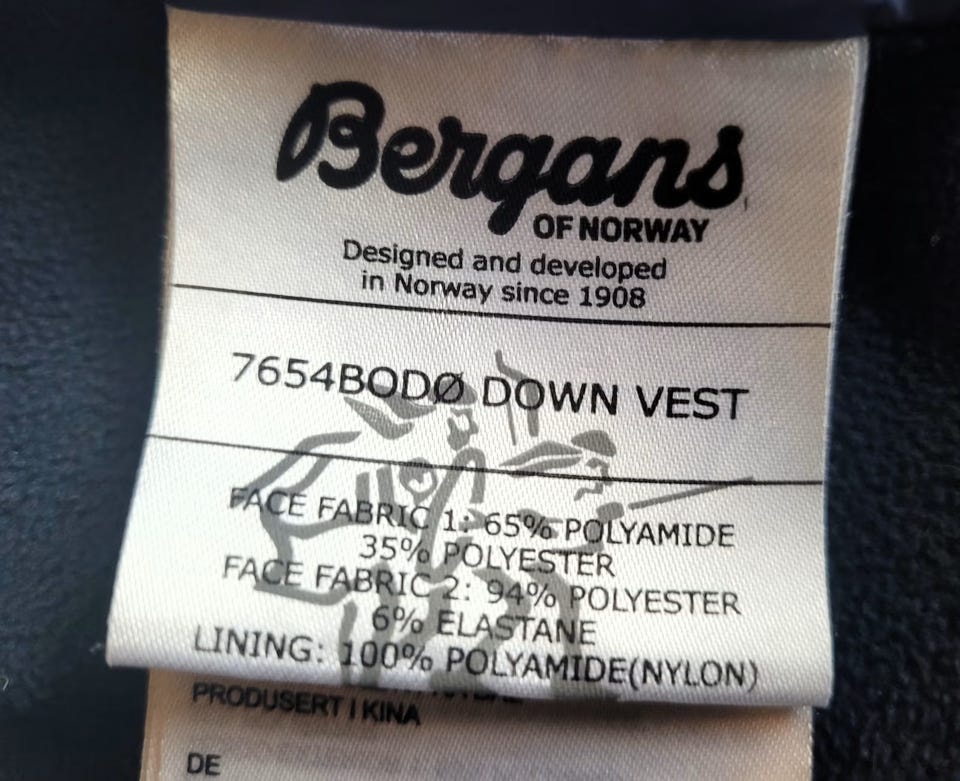 Bergans
OF NORWAY
Designed and developed
in Norway since 1908
7654BODØ DOWN VEST
FACE FABRIC 1: 65% POLYAMIDE
35% POLYESTER
FACE FABRIC 2: 94% POLYESTER
6% ELASTANE
LINING: 100% POLYAMIDE(NYLON)
PRODUSERT I KINA
DE